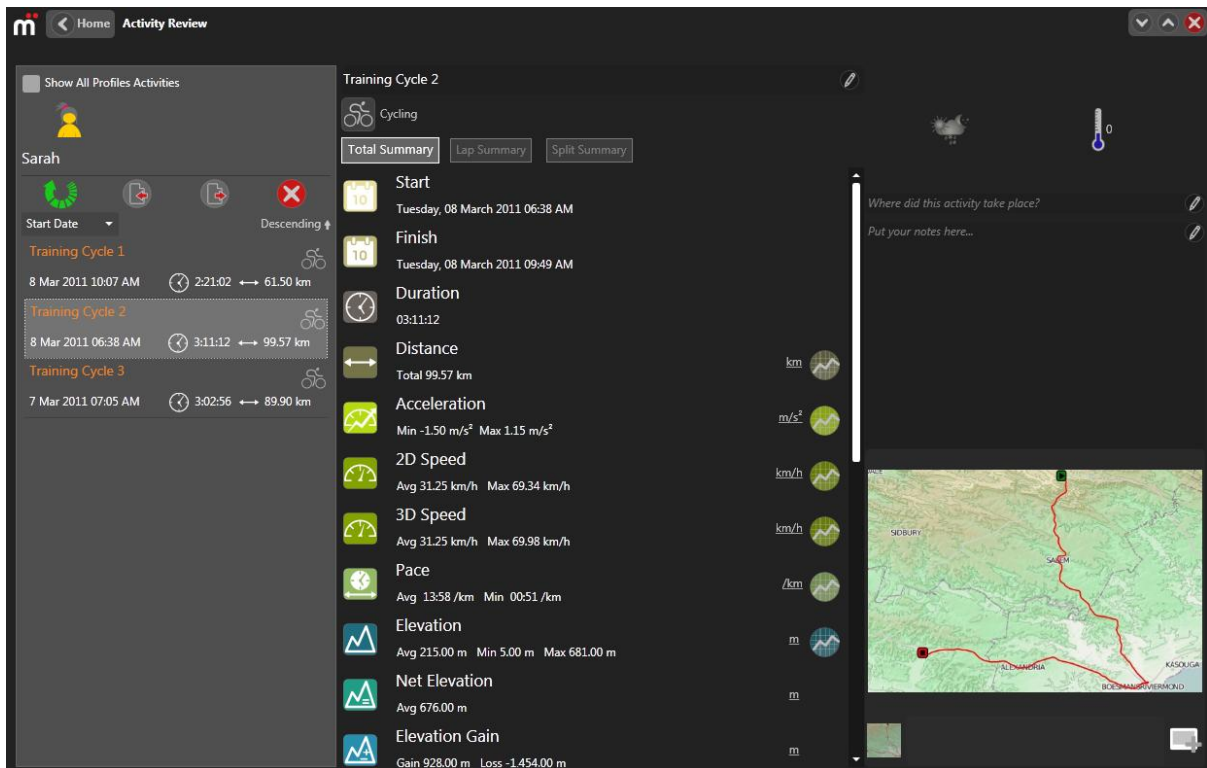 Home Activity Review
Show All Profiles Activities
Sarah
Start Date Descending
Training Cycle 1
8 Mar 2011 10:07 AM 2:21:02 61.50 km
Training Cycle 2
8 Mar 2011 06:38 AM 3:11:12 99.57 km
Training Cycle 3
7 Mar 2011 07:05 AM 3:02:56 89.90 km
Training Cycle 2
Cycling
Total Summary Lap Summary Split Summary
10 Start
Tuesday, 08 March 2011 06:38 AM
10 Finish
Tuesday, 08 March 2011 09:49 AM
Duration
03:11:12
Distance
Total 99.57 km km
Acceleration
Min -1.50 m/s² Max 1.15 m/s² m/s²
2D Speed
Avg 31.25 km/h Max 69.34 km/h km/h
3D Speed
Avg 31.25 km/h Max 69.98 km/h km/h
Pace
Avg 13:58 /km Min 00:51 /km /km
Elevation
Avg 215.00 m Min 5.00 m Max 681.00 m m
Net Elevation
Avg 676.00 m m
Elevation Gain
Gain 928.00 m Loss -1.454.00 m m
0
Where did this activity take place?
Put your notes here...
SIDBURY
SALEM
ALEXANDRIA
KASOUGA
BOESMANSRIVIERMOND